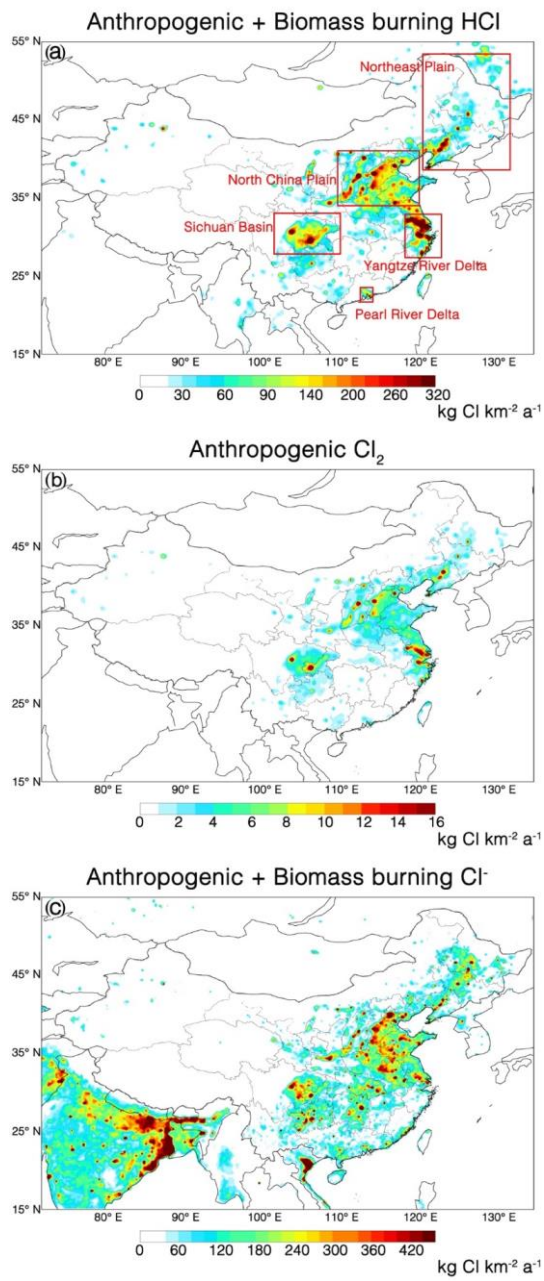 Anthropogenic + Biomass burning HCl
(a)
55° N
45° N
35° N
25° N
15° N
Northeast Plain
North China Plain
Sichuan Basin
Yangtze River Delta
Pearl River Delta
80° E 90° E 100° E 110° E 120° E 130° E
0 30 60 90 140 200 260 320
kg Cl km⁻² a⁻¹
Anthropogenic Cl₂
(b)
55° N
45° N
35° N
25° N
15° N
80° E 90° E 100° E 110° E 120° E 130° E
0 2 4 6 8 10 12 14 16
kg Cl km⁻² a⁻¹
Anthropogenic + Biomass burning Cl⁻
(c)
55° N
45° N
35° N
25° N
15° N
80° E 90° E 100° E 110° E 120° E 130° E
0 60 120 180 240 300 360 420
kg Cl km⁻² a⁻¹